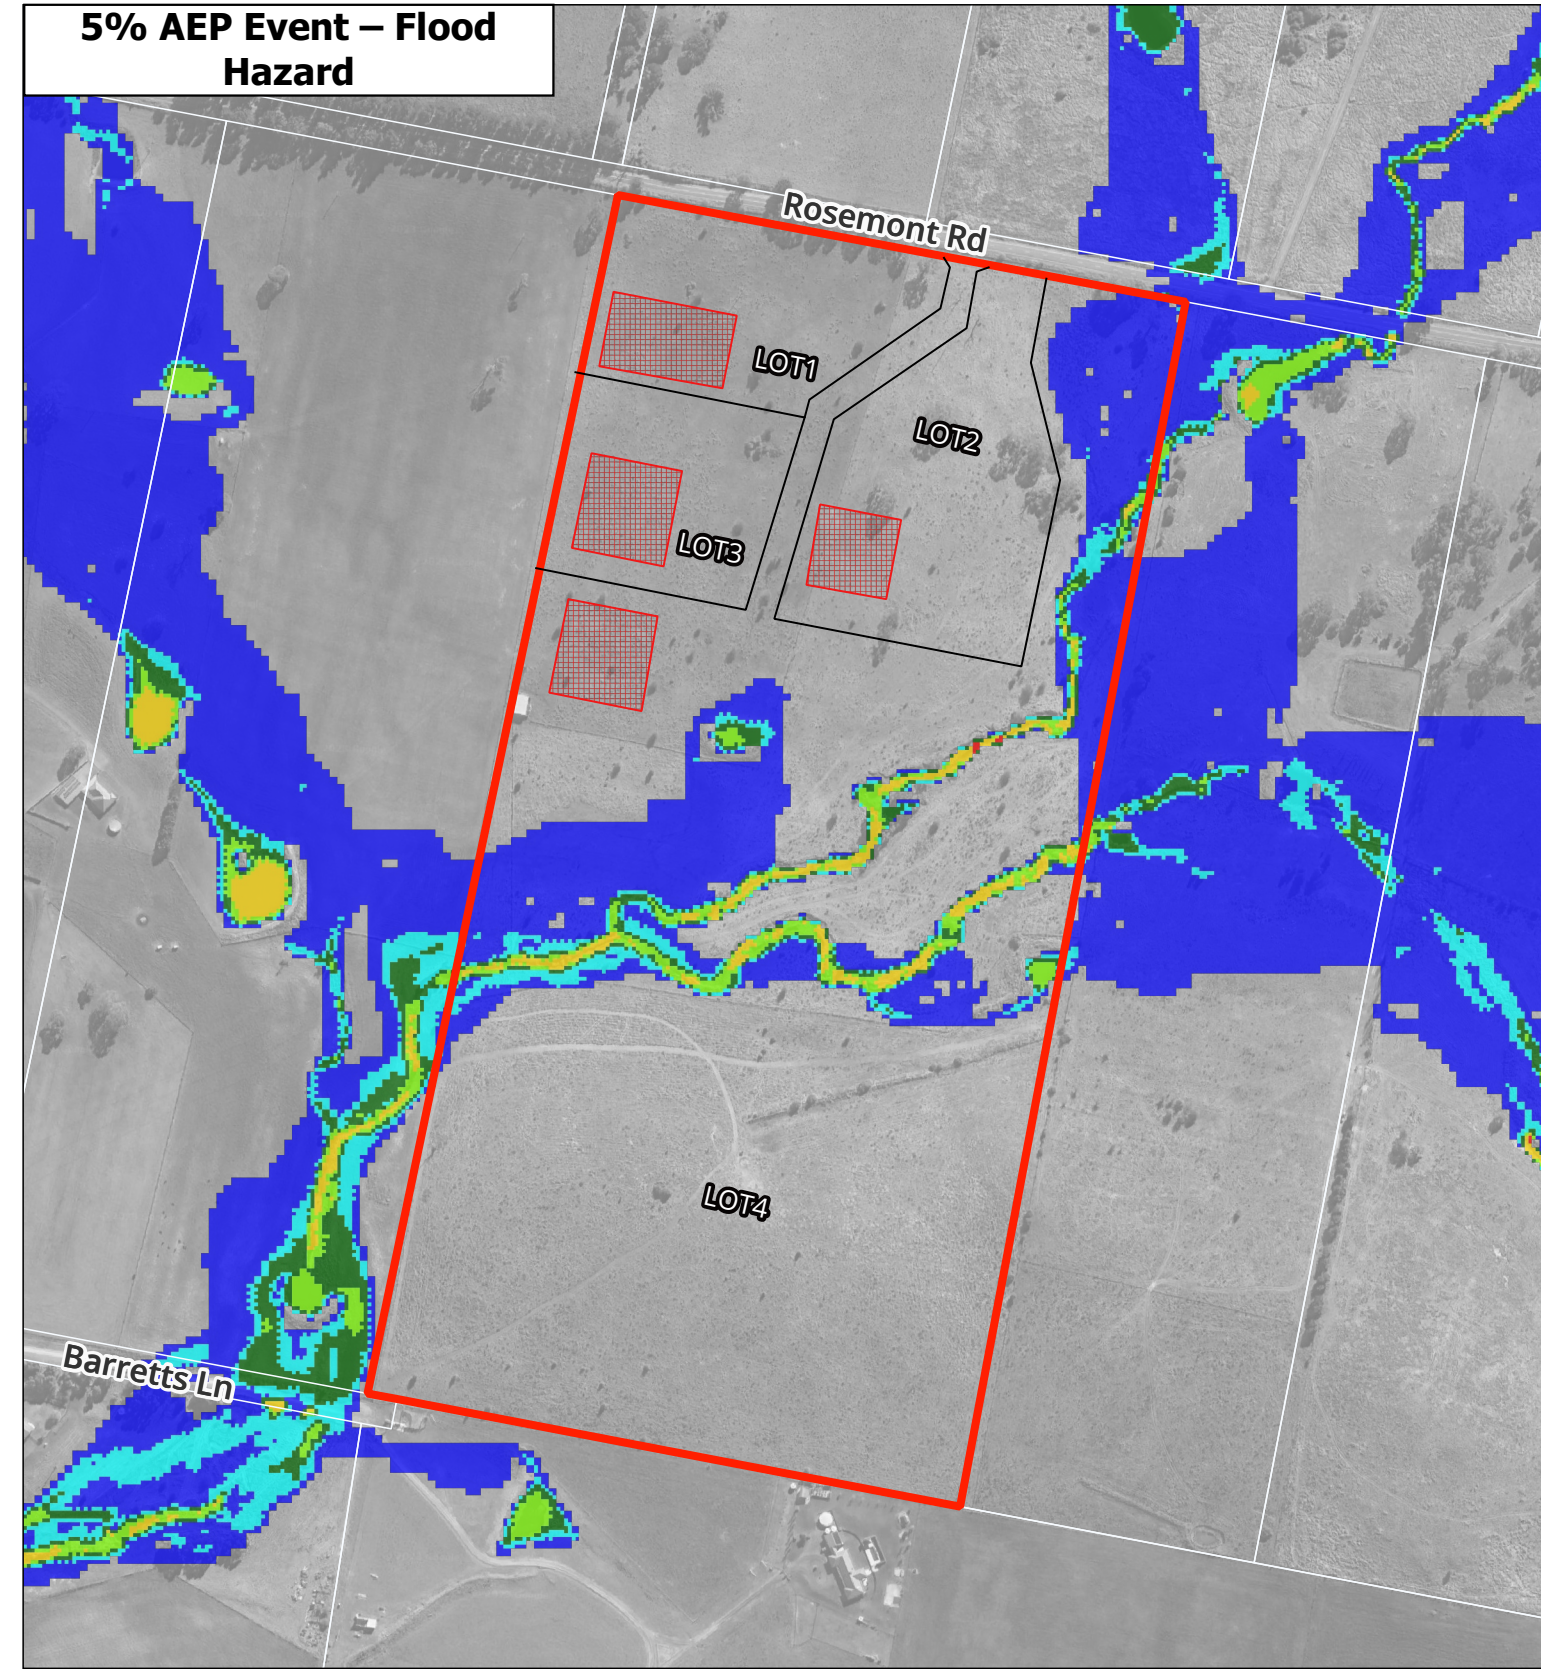 5% AEP Event – Flood
Hazard
Rosemont Rd
LOT1
LOT2
LOT3
LOT4
Barretts Ln